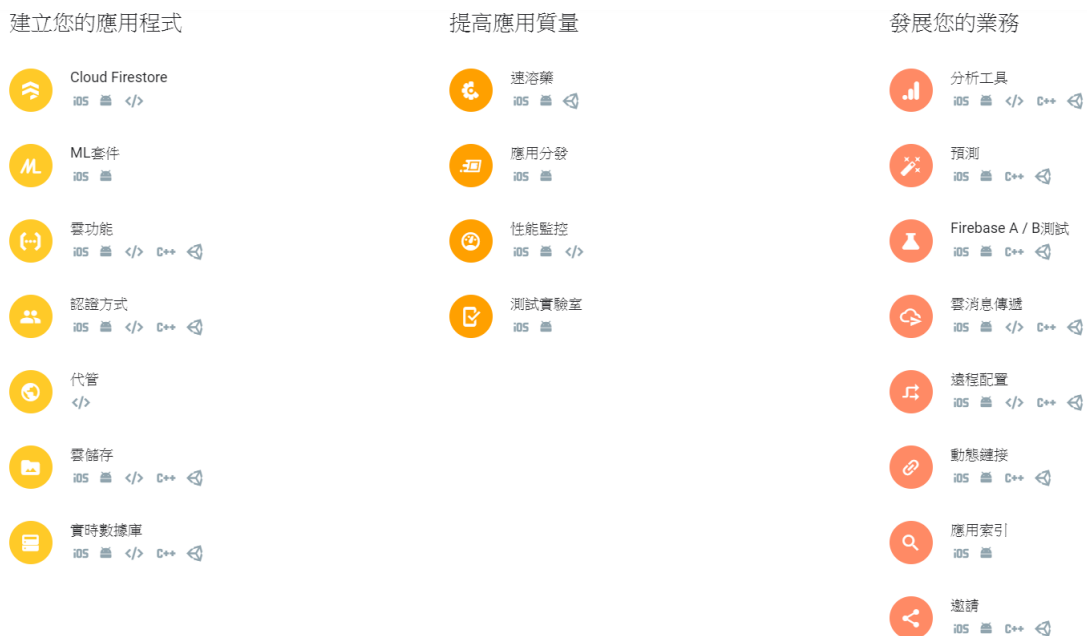 建立您的應用程式
Cloud Firestore
iOS </>
ML套件
iOS
雲功能
iOS </> C++
認證方式
iOS </> C++
代管
</>
雲儲存
iOS </> C++
實時數據庫
iOS </> C++
提高應用質量
速溶藥
iOS
應用分發
iOS
性能監控
iOS </>
測試實驗室
iOS
發展您的業務
分析工具
iOS </> C++
預測
iOS C++
Firebase A / B測試
iOS C++
雲消息傳遞
iOS </> C++
遠程配置
iOS </> C++
動態鏈接
iOS C++
應用索引
iOS
邀請
iOS C++